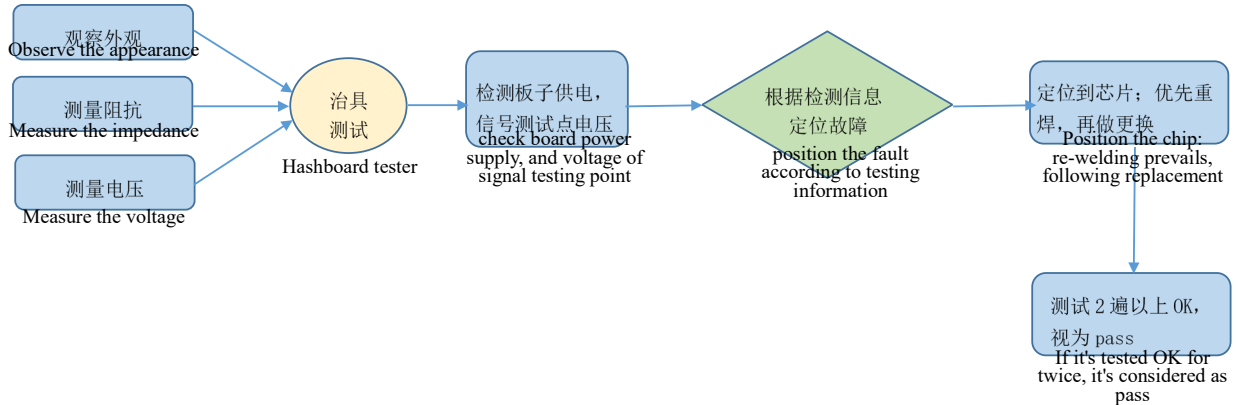 观察外观
Observe the appearance
测量阻抗
Measure the impedance
测量电压
Measure the voltage
治具
测试
Hashboard tester
检测板子供电,
信号测试点电压
check board power
supply, and voltage of
signal testing point
根据检测信息
定位故障
position the fault
according to testing
information
定位到芯片；优先重
焊，再做更换
Position the chip:
re-welding prevails,
following replacement
测试 2 遍以上 OK，
视为 pass
If it's tested OK for
twice, it's considered as
pass